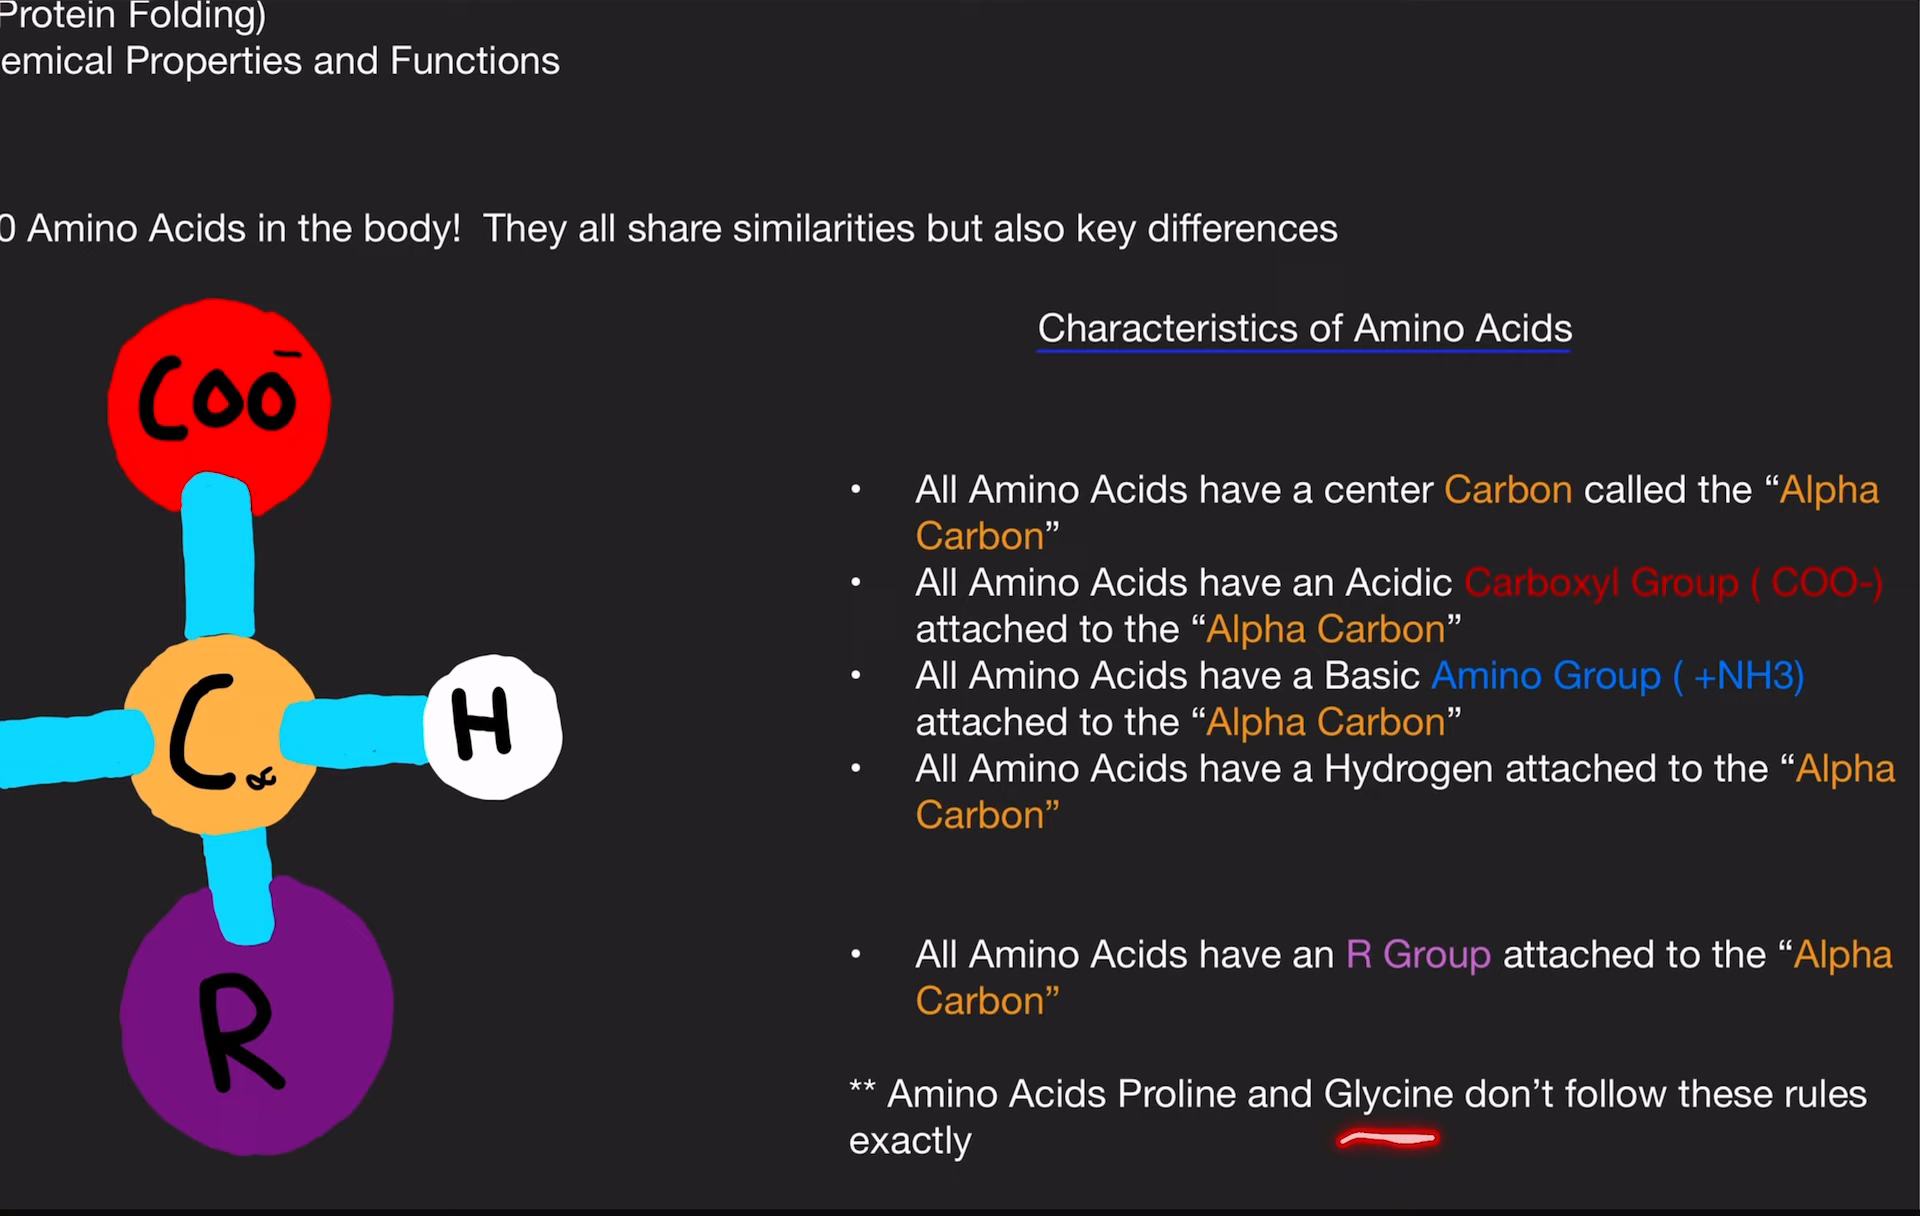 Protein Folding)
emical Properties and Functions
0 Amino Acids in the body!  They all share similarities but also key differences
Characteristics of Amino Acids
COO⁻
C∝
H
R
• All Amino Acids have a center Carbon called the “Alpha
Carbon”
• All Amino Acids have an Acidic Carboxyl Group ( COO-)
attached to the “Alpha Carbon”
• All Amino Acids have a Basic Amino Group ( +NH3)
attached to the “Alpha Carbon”
• All Amino Acids have a Hydrogen attached to the “Alpha
Carbon”
• All Amino Acids have an R Group attached to the “Alpha
Carbon”
** Amino Acids Proline and Glycine don’t follow these rules
exactly